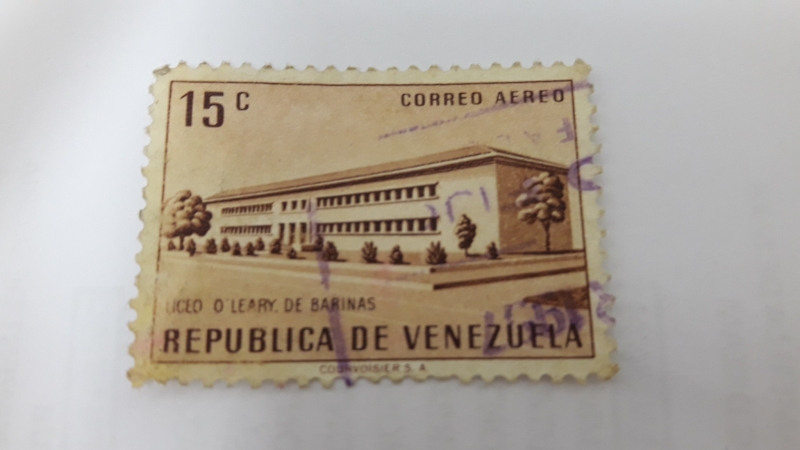 15 C
CORREO AEREO
LICEO O'LEARY, DE BARINAS
REPUBLICA DE VENEZUELA
COURVOISIER S. A.